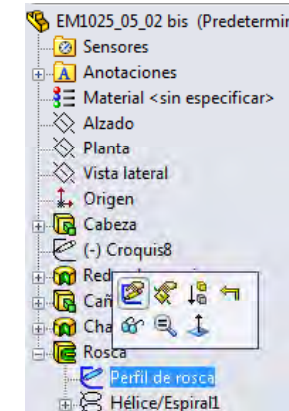 EM1025_05_02 bis (Predetermin
Sensores
Anotaciones
Material <sin especificar>
Alzado
Planta
Vista lateral
Origen
Cabeza
(-) Croquis8
Red
Cañ
Cha
Rosca
Perfil de rosca
Hélice/Espiral1